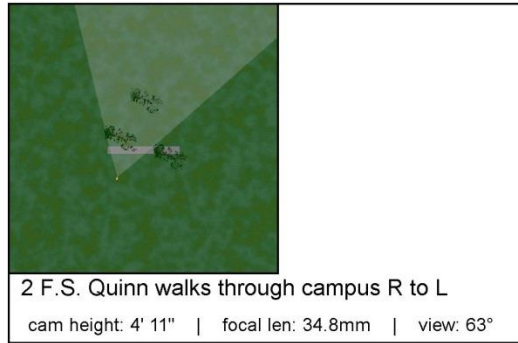 2 F.S. Quinn walks through campus R to L
cam height: 4' 11" | focal len: 34.8mm | view: 63°